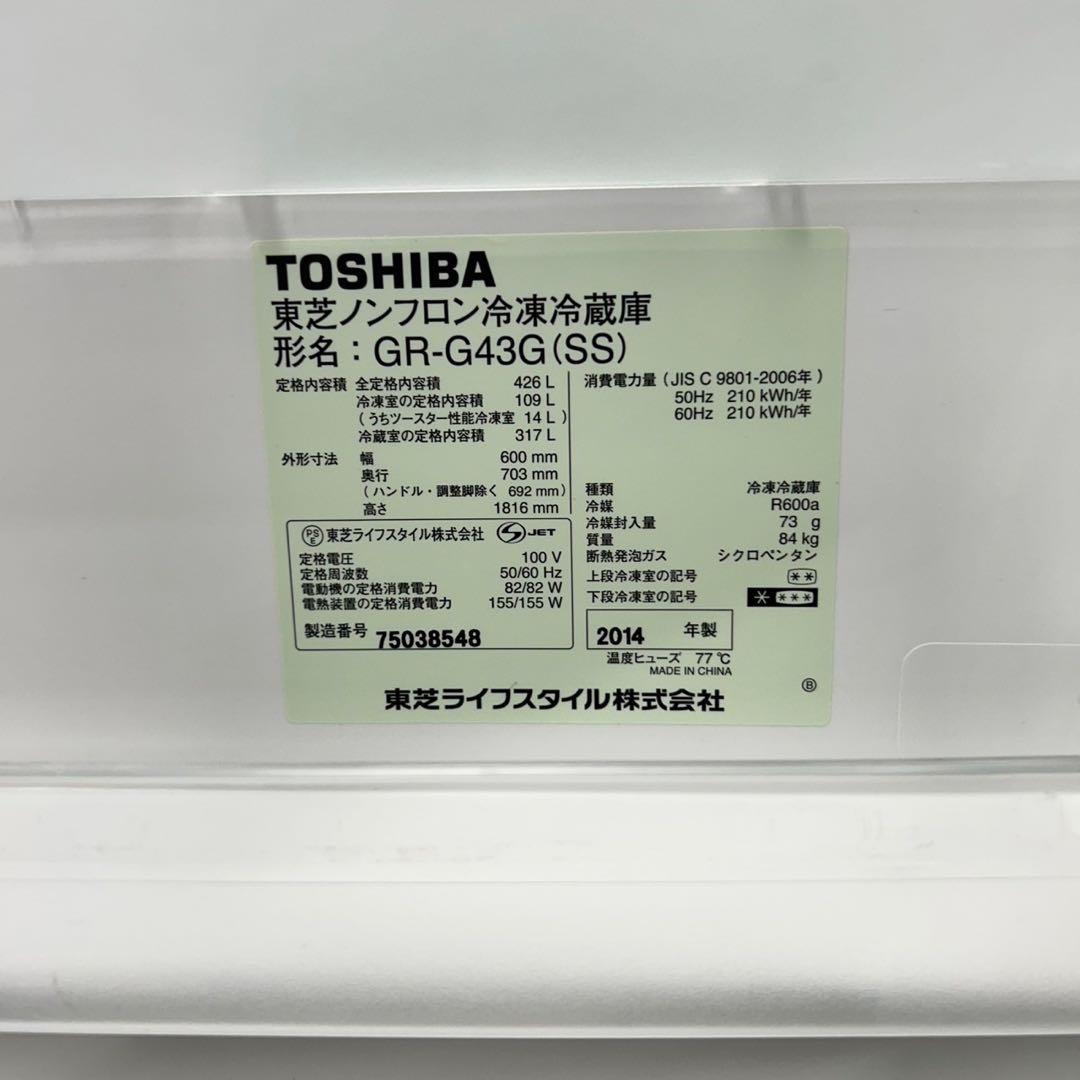 TOSHIBA
東芝ノンフロン冷凍冷蔵庫
形名：GR-G43G(SS)
定格内容積 全定格内容積 426 L
冷凍室の定格内容積 109 L
(うちツースター性能冷凍室 14 L)
冷蔵室の定格内容積 317 L
外形寸法 幅 600 mm
奥行 703 mm
(ハンドル・調整脚除く 692 mm)
高さ 1816 mm
消費電力量 (JIS C 9801-2006年)
50Hz 210 kWh/年
60Hz 210 kWh/年
種類 冷凍冷蔵庫
冷媒 R600a
冷媒封入量 73 g
質量 84 kg
断熱発泡ガス シクロペンタン
上段冷凍室の記号 **
下段冷凍室の記号 * ***
PSE 東芝ライフスタイル株式会社 S JET
定格電圧 100 V
定格周波数 50/60 Hz
電動機の定格消費電力 82/82 W
電熱装置の定格消費電力 155/155 W
製造番号 75038548
2014 年製
温度ヒューズ 77℃
MADE IN CHINA
Ⓑ
東芝ライフスタイル株式会社